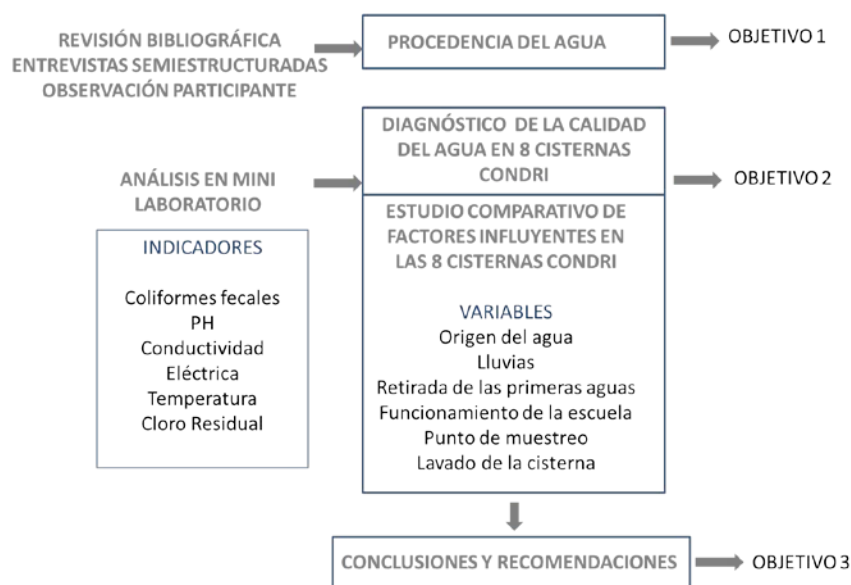 REVISIÓN BIBLIOGRÁFICA
ENTREVISTAS SEMIESTRUCTURADAS
OBSERVACIÓN PARTICIPANTE
PROCEDENCIA DEL AGUA
OBJETIVO 1
ANÁLISIS EN MINI
LABORATORIO
INDICADORES
Coliformes fecales
PH
Conductividad
Eléctrica
Temperatura
Cloro Residual
DIAGNÓSTICO DE LA CALIDAD
DEL AGUA EN 8 CISTERNAS
CONDRI
OBJETIVO 2
ESTUDIO COMPARATIVO DE
FACTORES INFLUYENTES EN
LAS 8 CISTERNAS CONDRI
VARIABLES
Origen del agua
Lluvias
Retirada de las primeras aguas
Funcionamiento de la escuela
Punto de muestreo
Lavado de la cisterna
CONCLUSIONES Y RECOMENDACIONES
OBJETIVO 3